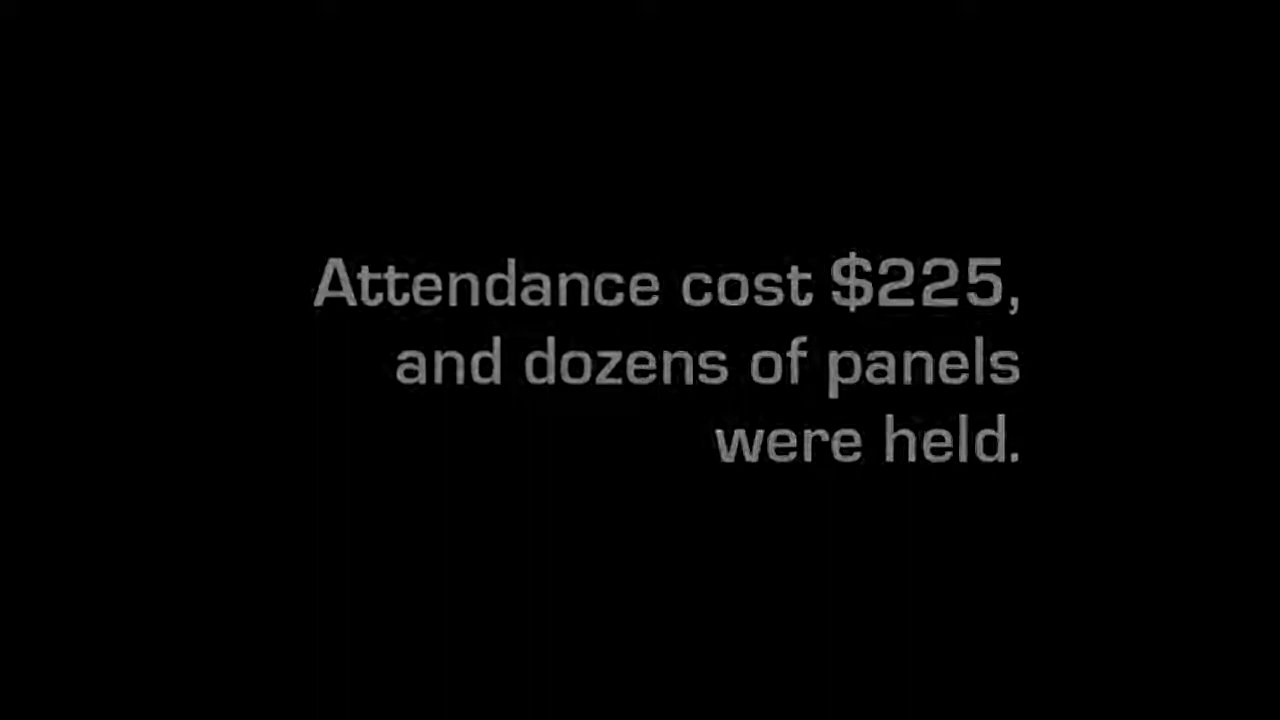 Attendance cost $225,
and dozens of panels
were held.